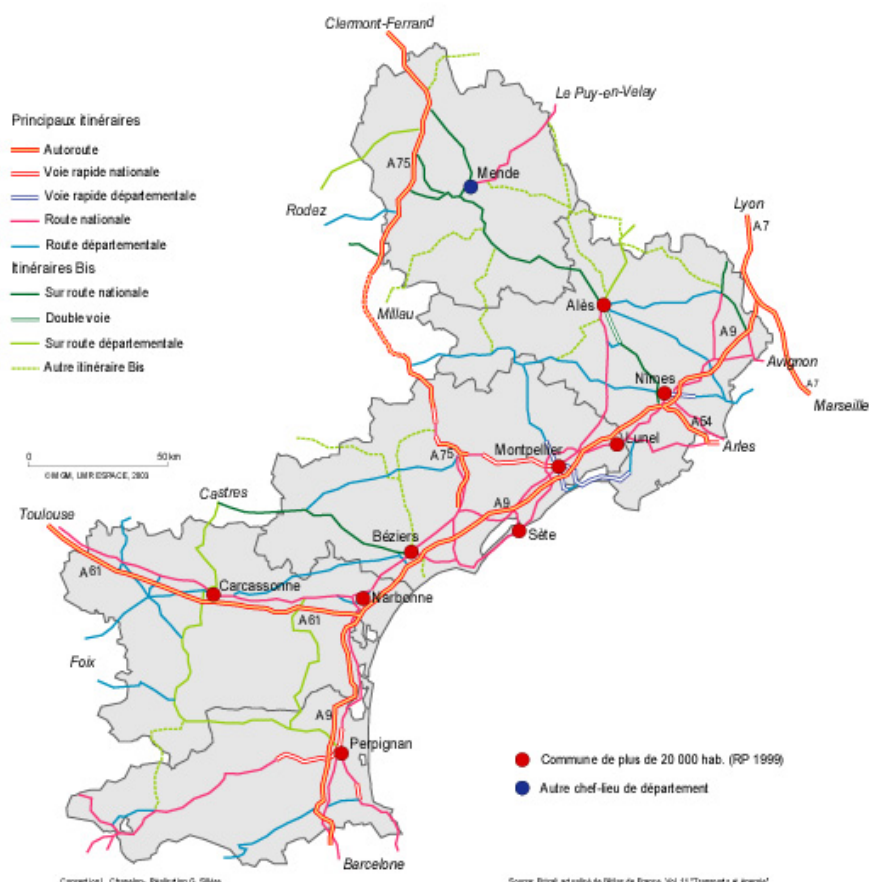 Clermont-Ferrand
Le Puy-en-Velay
Principaux itinéraires
Autoroute
Voie rapide nationale
Voie rapide départementale
Route nationale
Route départementale
Itinéraires Bis
Sur route nationale
Double voie
Sur route départementale
Autre itinéraire Bis
A75
Mende
Rodez
Lyon
A7
Millau
Alès
A9
Avignon
A7
Marseille
Nîmes
A54
Arles
Lunel
Montpellier
0 50 km
©MGM, UMR ESPACE, 2003
A75
Castres
A9
Toulouse
Béziers
Sète
A61
Carcassonne
Narbonne
A61
Foix
A9
Perpignan
Commune de plus de 20 000 hab. (RP 1999)
Autre chef-lieu de département
Barcelone